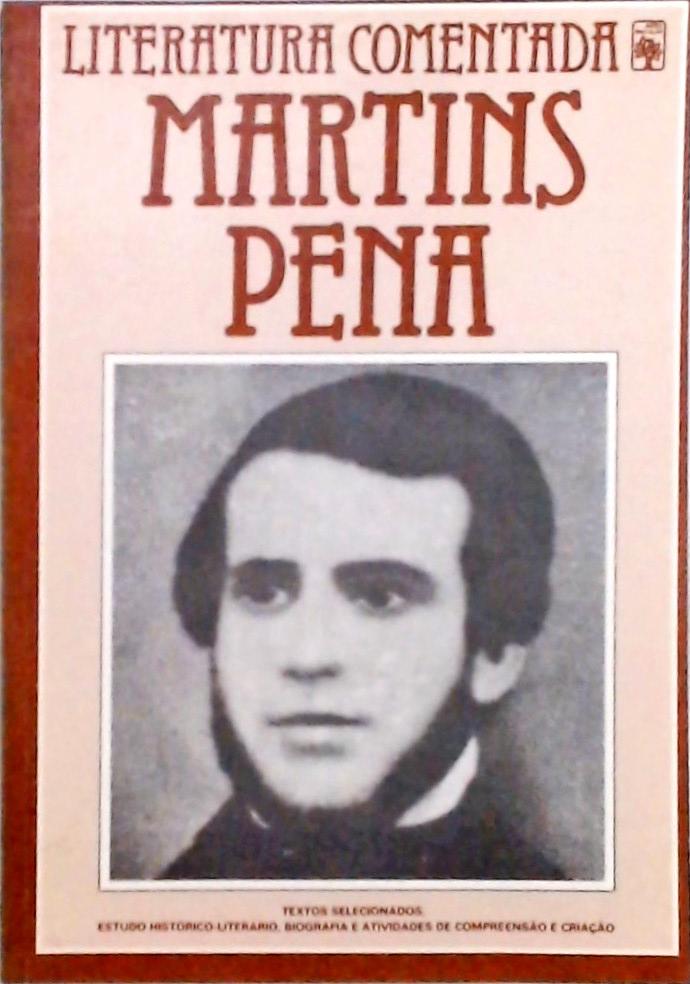 LITERATURA COMENTADA
MARTINS
PENA
TEXTOS SELECIONADOS,
ESTUDO HISTÓRICO-LITERÁRIO, BIOGRAFIA E ATIVIDADES DE COMPREENSÃO E CRIAÇÃO